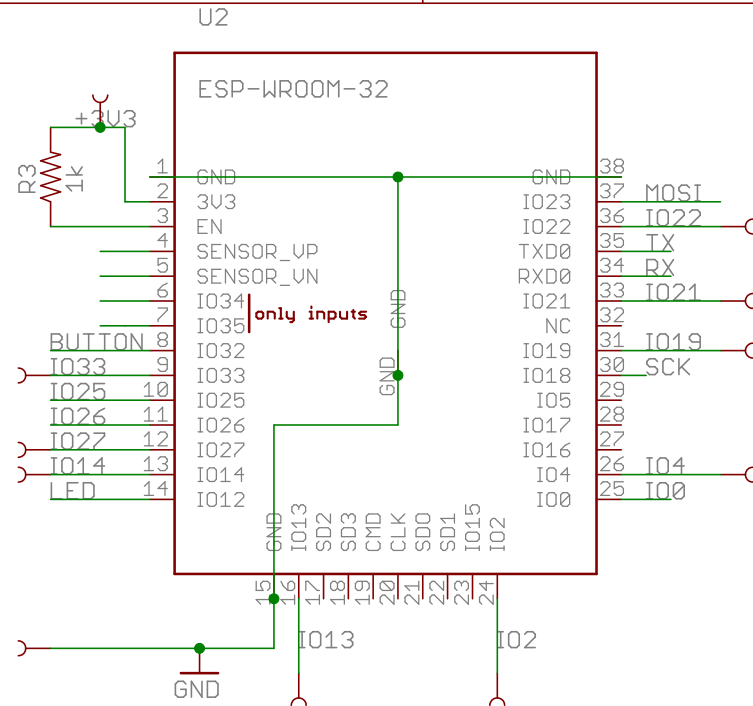 U2
ESP-WROOM-32
+3V3
R3
1k
1 GND
2 3V3
3 EN
4 SENSOR_VP
5 SENSOR_VN
6 IO34
7 IO35
only inputs
BUTTON 8 IO32
IO33 9 IO33
IO25 10 IO25
IO26 11 IO26
IO27 12 IO27
IO14 13 IO14
LED 14 IO12
GND
GND
GND 38
IO23 37 MOSI
IO22 36 IO22
TXD0 35 TX
RXD0 34 RX
IO21 33 IO21
NC 32
IO19 31 IO19
IO18 30 SCK
IO5 29
IO17 28
IO16 27
IO4 26 IO4
IO0 25 IO0
GND IO13 SD2 SD3 CMD CLK SD0 SD1 IO15 IO2
15 16 17 18 19 20 21 22 23 24
IO13
IO2
GND